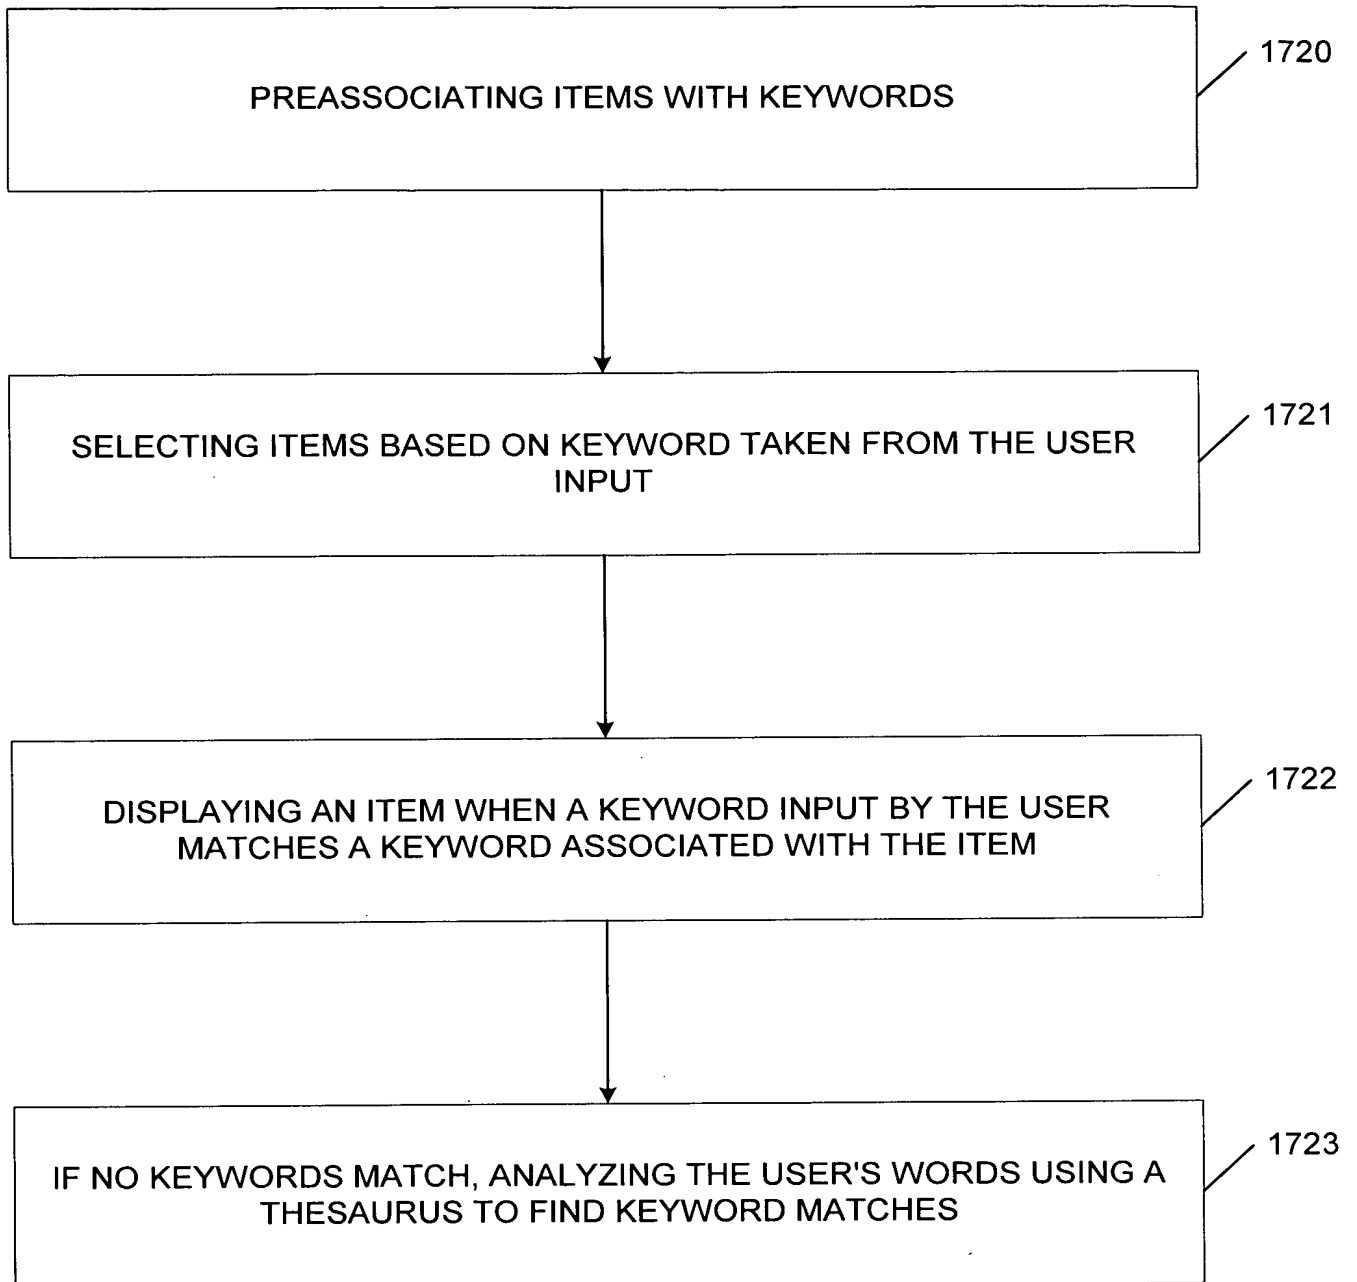 PREASSOCIATING ITEMS WITH KEYWORDS
1720
SELECTING ITEMS BASED ON KEYWORD TAKEN FROM THE USER
INPUT
1721
DISPLAYING AN ITEM WHEN A KEYWORD INPUT BY THE USER
MATCHES A KEYWORD ASSOCIATED WITH THE ITEM
1722
IF NO KEYWORDS MATCH, ANALYZING THE USER'S WORDS USING A
THESAURUS TO FIND KEYWORD MATCHES
1723